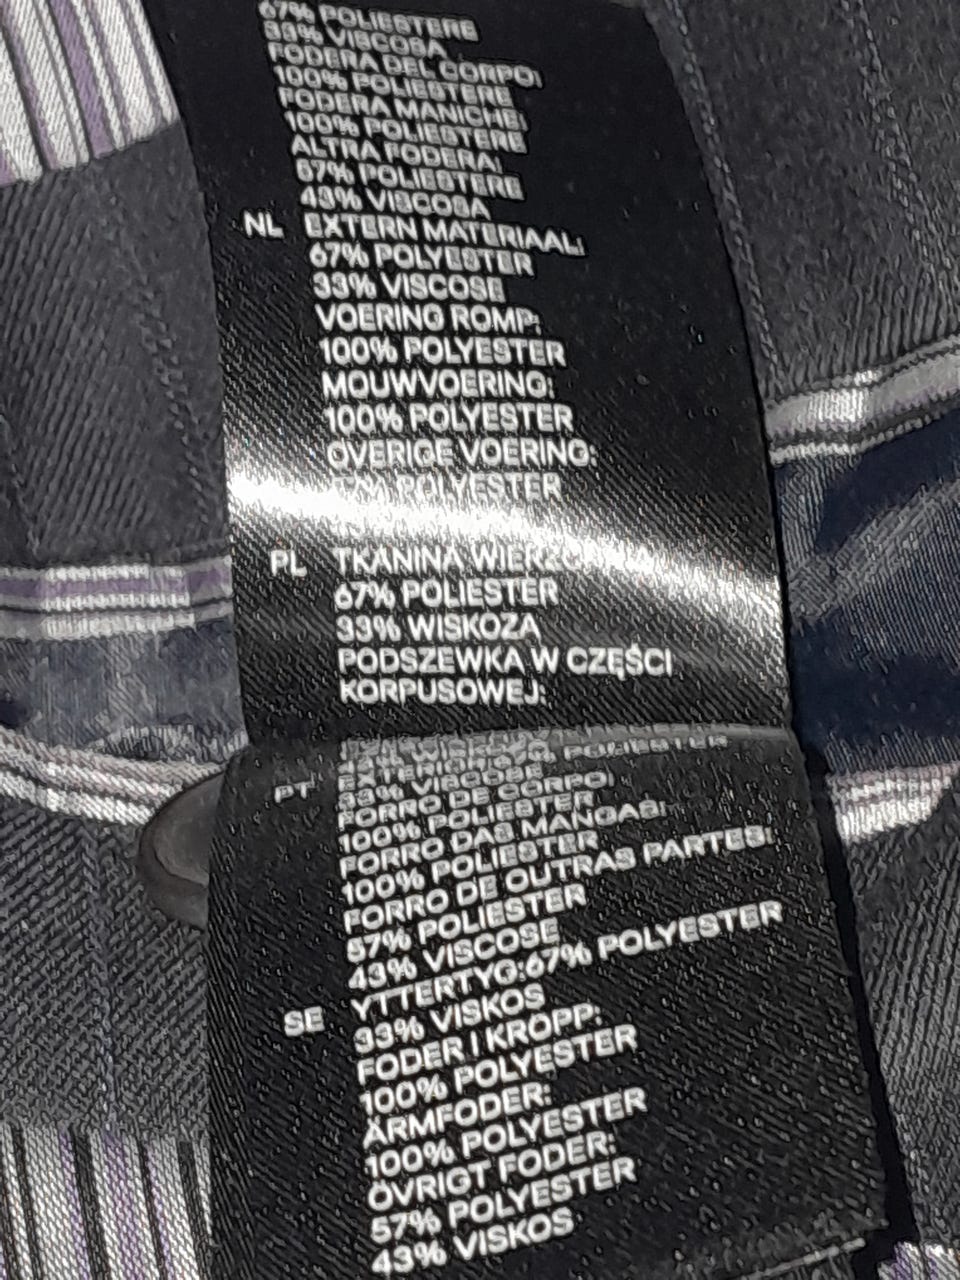 67% POLIESTERE
33% VISCOSA
FODERA DEL CORPO:
100% POLIESTERE
FODERA MANICHE:
100% POLIESTERE
ALTRA FODERA:
57% POLIESTERE
43% VISCOSA
NL EXTERN MATERIAAL:
67% POLYESTER
33% VISCOSE
VOERING ROMP:
100% POLYESTER
MOUWVOERING:
100% POLYESTER
OVERIGE VOERING:
POLYESTER
PL TKANINA
67% POLIESTER
33% WISKOZA
PODSZEWKA W CZĘŚCI
KORPUSOWEJ:
POLIESTER
PT
33% VISCOSE
FORRO DE CORPO:
100% POLIESTER
FORRO DAS MANGAS:
100% POLIESTER
FORRO DE OUTRAS PARTES:
57% POLIESTER
43% VISCOSE
SE YTTERTYG:67% POLYESTER
33% VISKOS
FODER I KROPP:
100% POLYESTER
ÄRMFODER:
100% POLYESTER
ÖVRIGT FODER:
57% POLYESTER
43% VISKOS